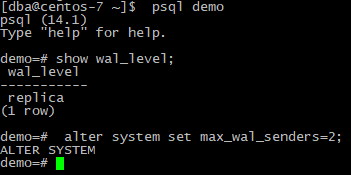 [dba@centos-7 ~]$  psql demo
psql (14.1)
Type "help" for help.
demo=# show wal_level;
wal_level
-----------
replica
(1 row)
demo=#  alter system set max_wal_senders=2;
ALTER SYSTEM
demo=#